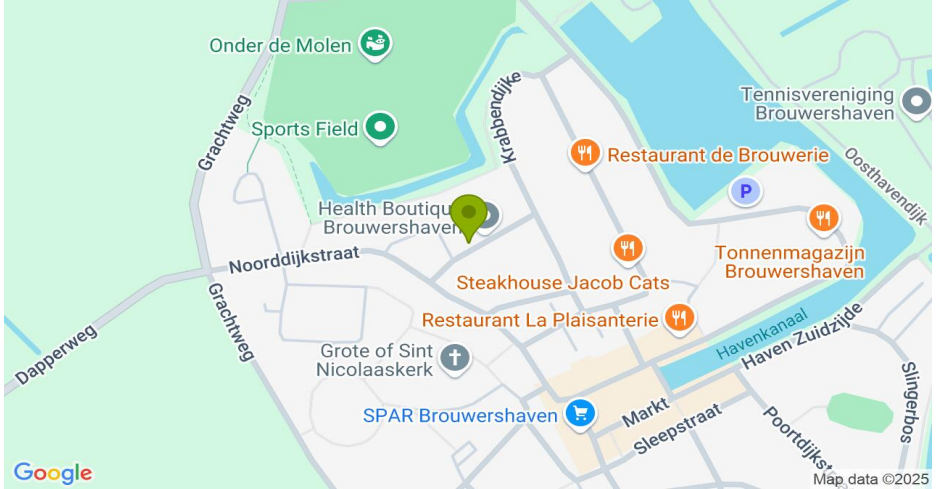 Onder de Molen
Grachtweg
Sports Field
Krabbendijke
Tennisvereniging
Brouwershaven
Restaurant de Brouwerie
Oosthavendijk
P
Health Boutique
Brouwershaven
Noorddijkstraat
Tonnenmagazijn
Brouwershaven
Steakhouse Jacob Cats
Restaurant La Plaisanterie
Grachtweg
Dapperweg
Grote of Sint
Nicolaaskerk
Havenkanaal
Haven Zuidzijde
Slingerbos
SPAR Brouwershaven
Markt
Sleepstraat
Google
Map data ©2025